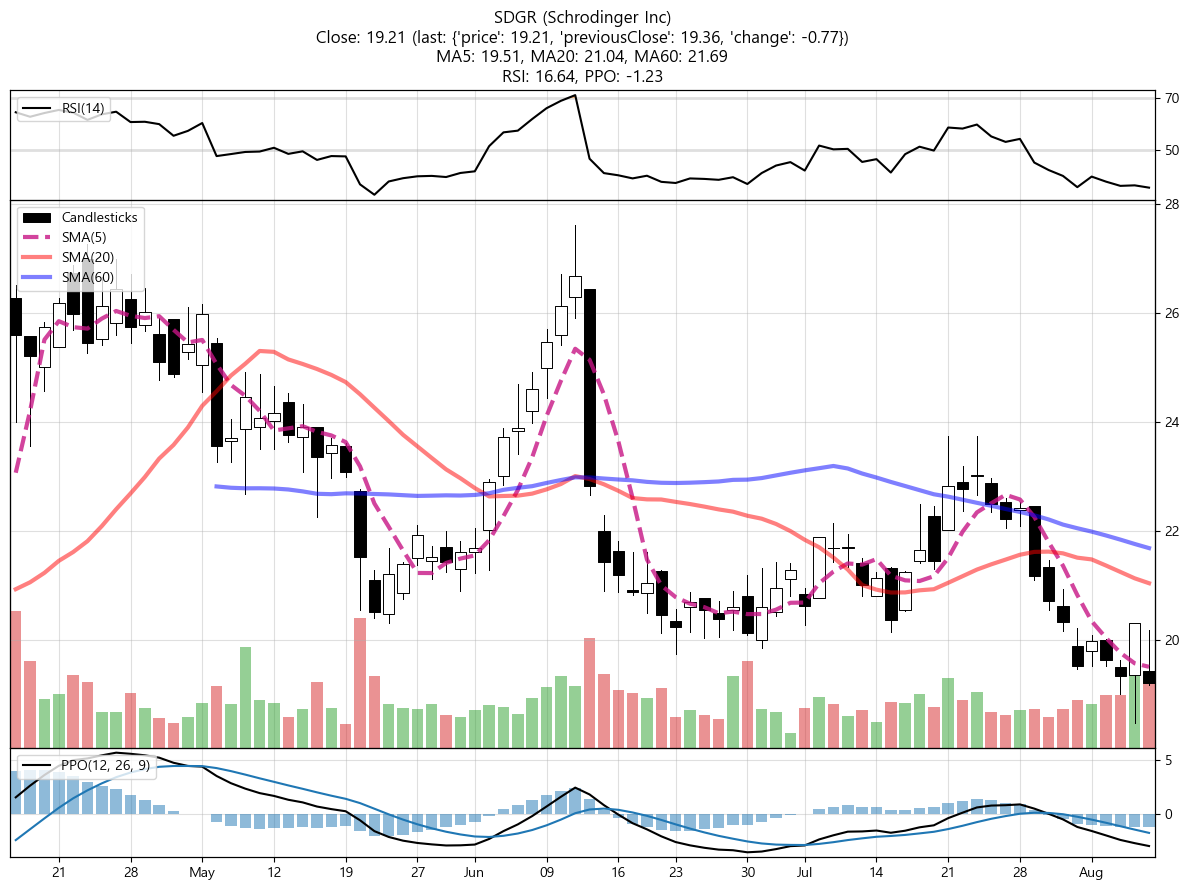 SDGR (Schrodinger Inc)
Close: 19.21 (last: {'price': 19.21, 'previousClose': 19.36, 'change': -0.77})
MA5: 19.51, MA20: 21.04, MA60: 21.69
RSI: 16.64, PPO: -1.23
RSI(14)
70
50
Candlesticks
SMA(5)
SMA(20)
SMA(60)
28
26
24
22
20
PPO(12, 26, 9)
5
0
21 28 May 12 19 27 Jun 09 16 23 30 Jul 14 21 28 Aug